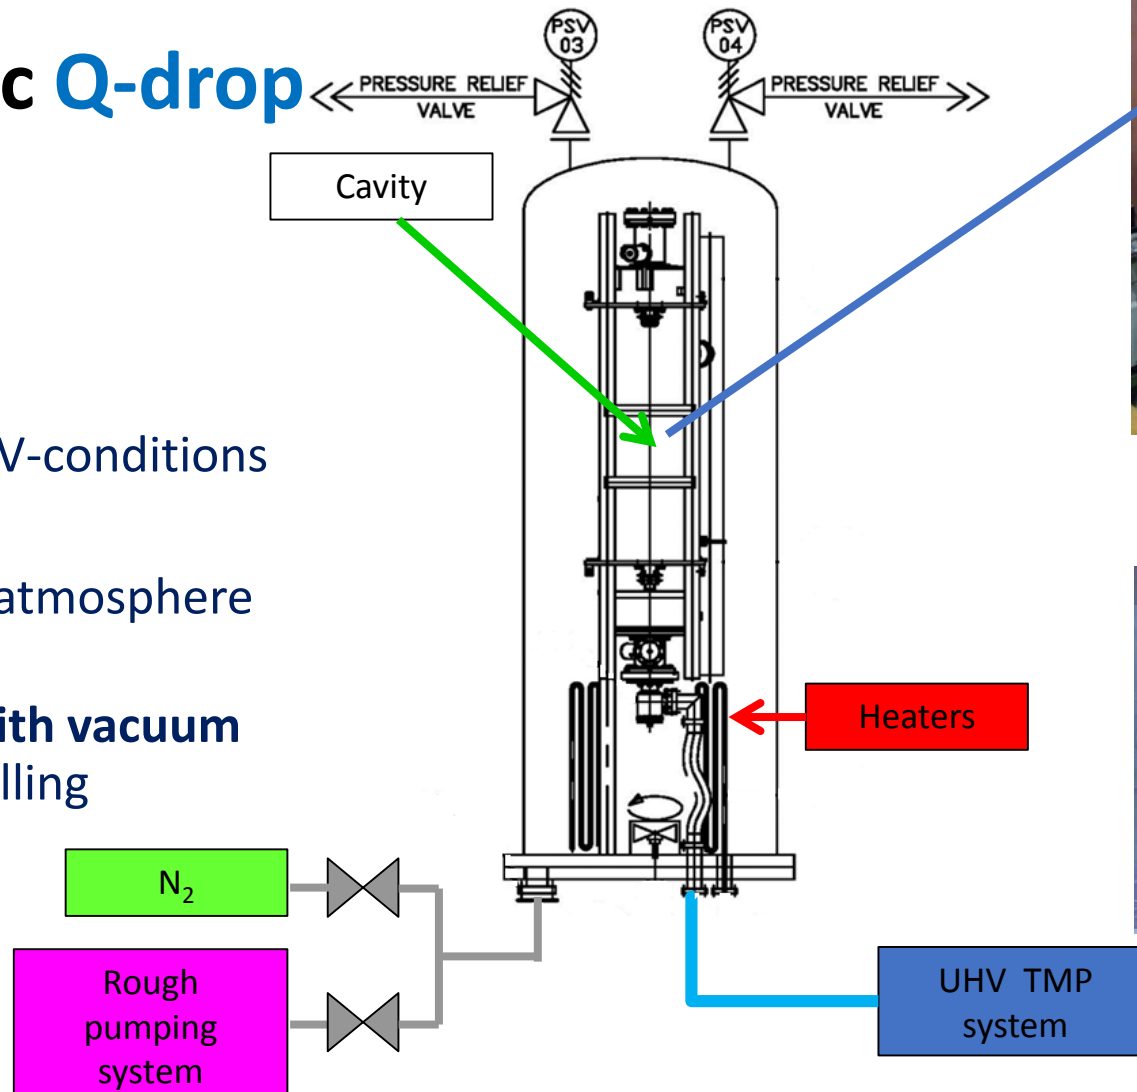 c Q-drop
PSV
03
PSV
04
PRESSURE RELIEF
VALVE
PRESSURE RELIEF
VALVE
Cavity
V-conditions
atmosphere
ith vacuum
lling
Heaters
N₂
Rough
pumping
system
UHV TMP
system